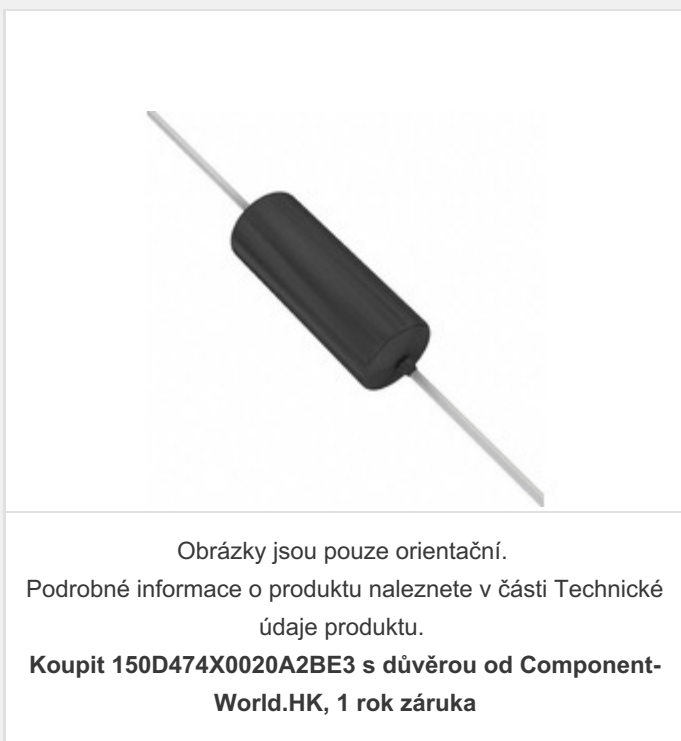 Obrázky jsou pouze orientační.
Podrobné informace o produktu naleznete v části Technické
údaje produktu.
Koupit 150D474X0020A2BE3 s důvěrou od Component-
World.HK, 1 rok záruka